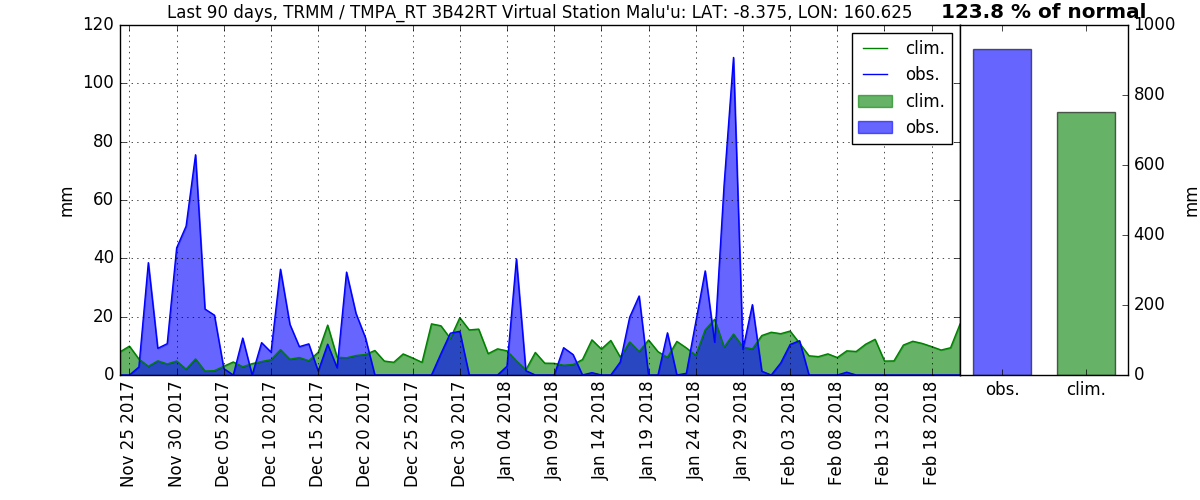 Last 90 days, TRMM / TMPA_RT 3B42RT Virtual Station Malu'u: LAT: -8.375, LON: 160.625
123.8 % of normal
120
100
80
60
40
20
0
mm
clim.
obs.
clim.
obs.
1000
800
600
400
200
0
mm
Nov 25 2017
Nov 30 2017
Dec 05 2017
Dec 10 2017
Dec 15 2017
Dec 20 2017
Dec 25 2017
Dec 30 2017
Jan 04 2018
Jan 09 2018
Jan 14 2018
Jan 19 2018
Jan 24 2018
Jan 29 2018
Feb 03 2018
Feb 08 2018
Feb 13 2018
Feb 18 2018
obs.
clim.